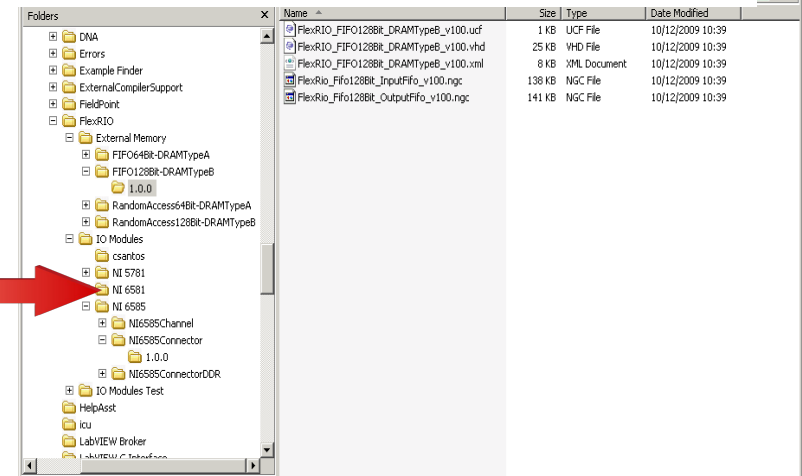 Folders X
DNA
Errors
Example Finder
ExternalCompilerSupport
FieldPoint
FlexRIO
External Memory
FIFO64Bit-DRAMTypeA
FIFO128Bit-DRAMTypeB
1.0.0
RandomAccess64Bit-DRAMTypeA
RandomAccess128Bit-DRAMTypeB
IO Modules
csantos
NI 5781
NI 6581
NI 6585
NI6585Channel
NI6585Connector
1.0.0
NI6585ConnectorDDR
IO Modules Test
HelpAsst
icu
LabVIEW Broker
LabVIEW C Interface
Name Size Type Date Modified
FlexRIO_FIFO128Bit_DRAMTypeB_v100.ucf 1 KB UCF File 10/12/2009 10:39
FlexRIO_FIFO128Bit_DRAMTypeB_v100.vhd 25 KB VHD File 10/12/2009 10:39
FlexRIO_FIFO128Bit_DRAMTypeB_v100.xml 8 KB XML Document 10/12/2009 10:39
FlexRio_Fifo128Bit_InputFifo_v100.ngc 138 KB NGC File 10/12/2009 10:39
FlexRio_Fifo128Bit_OutputFifo_v100.ngc 141 KB NGC File 10/12/2009 10:39